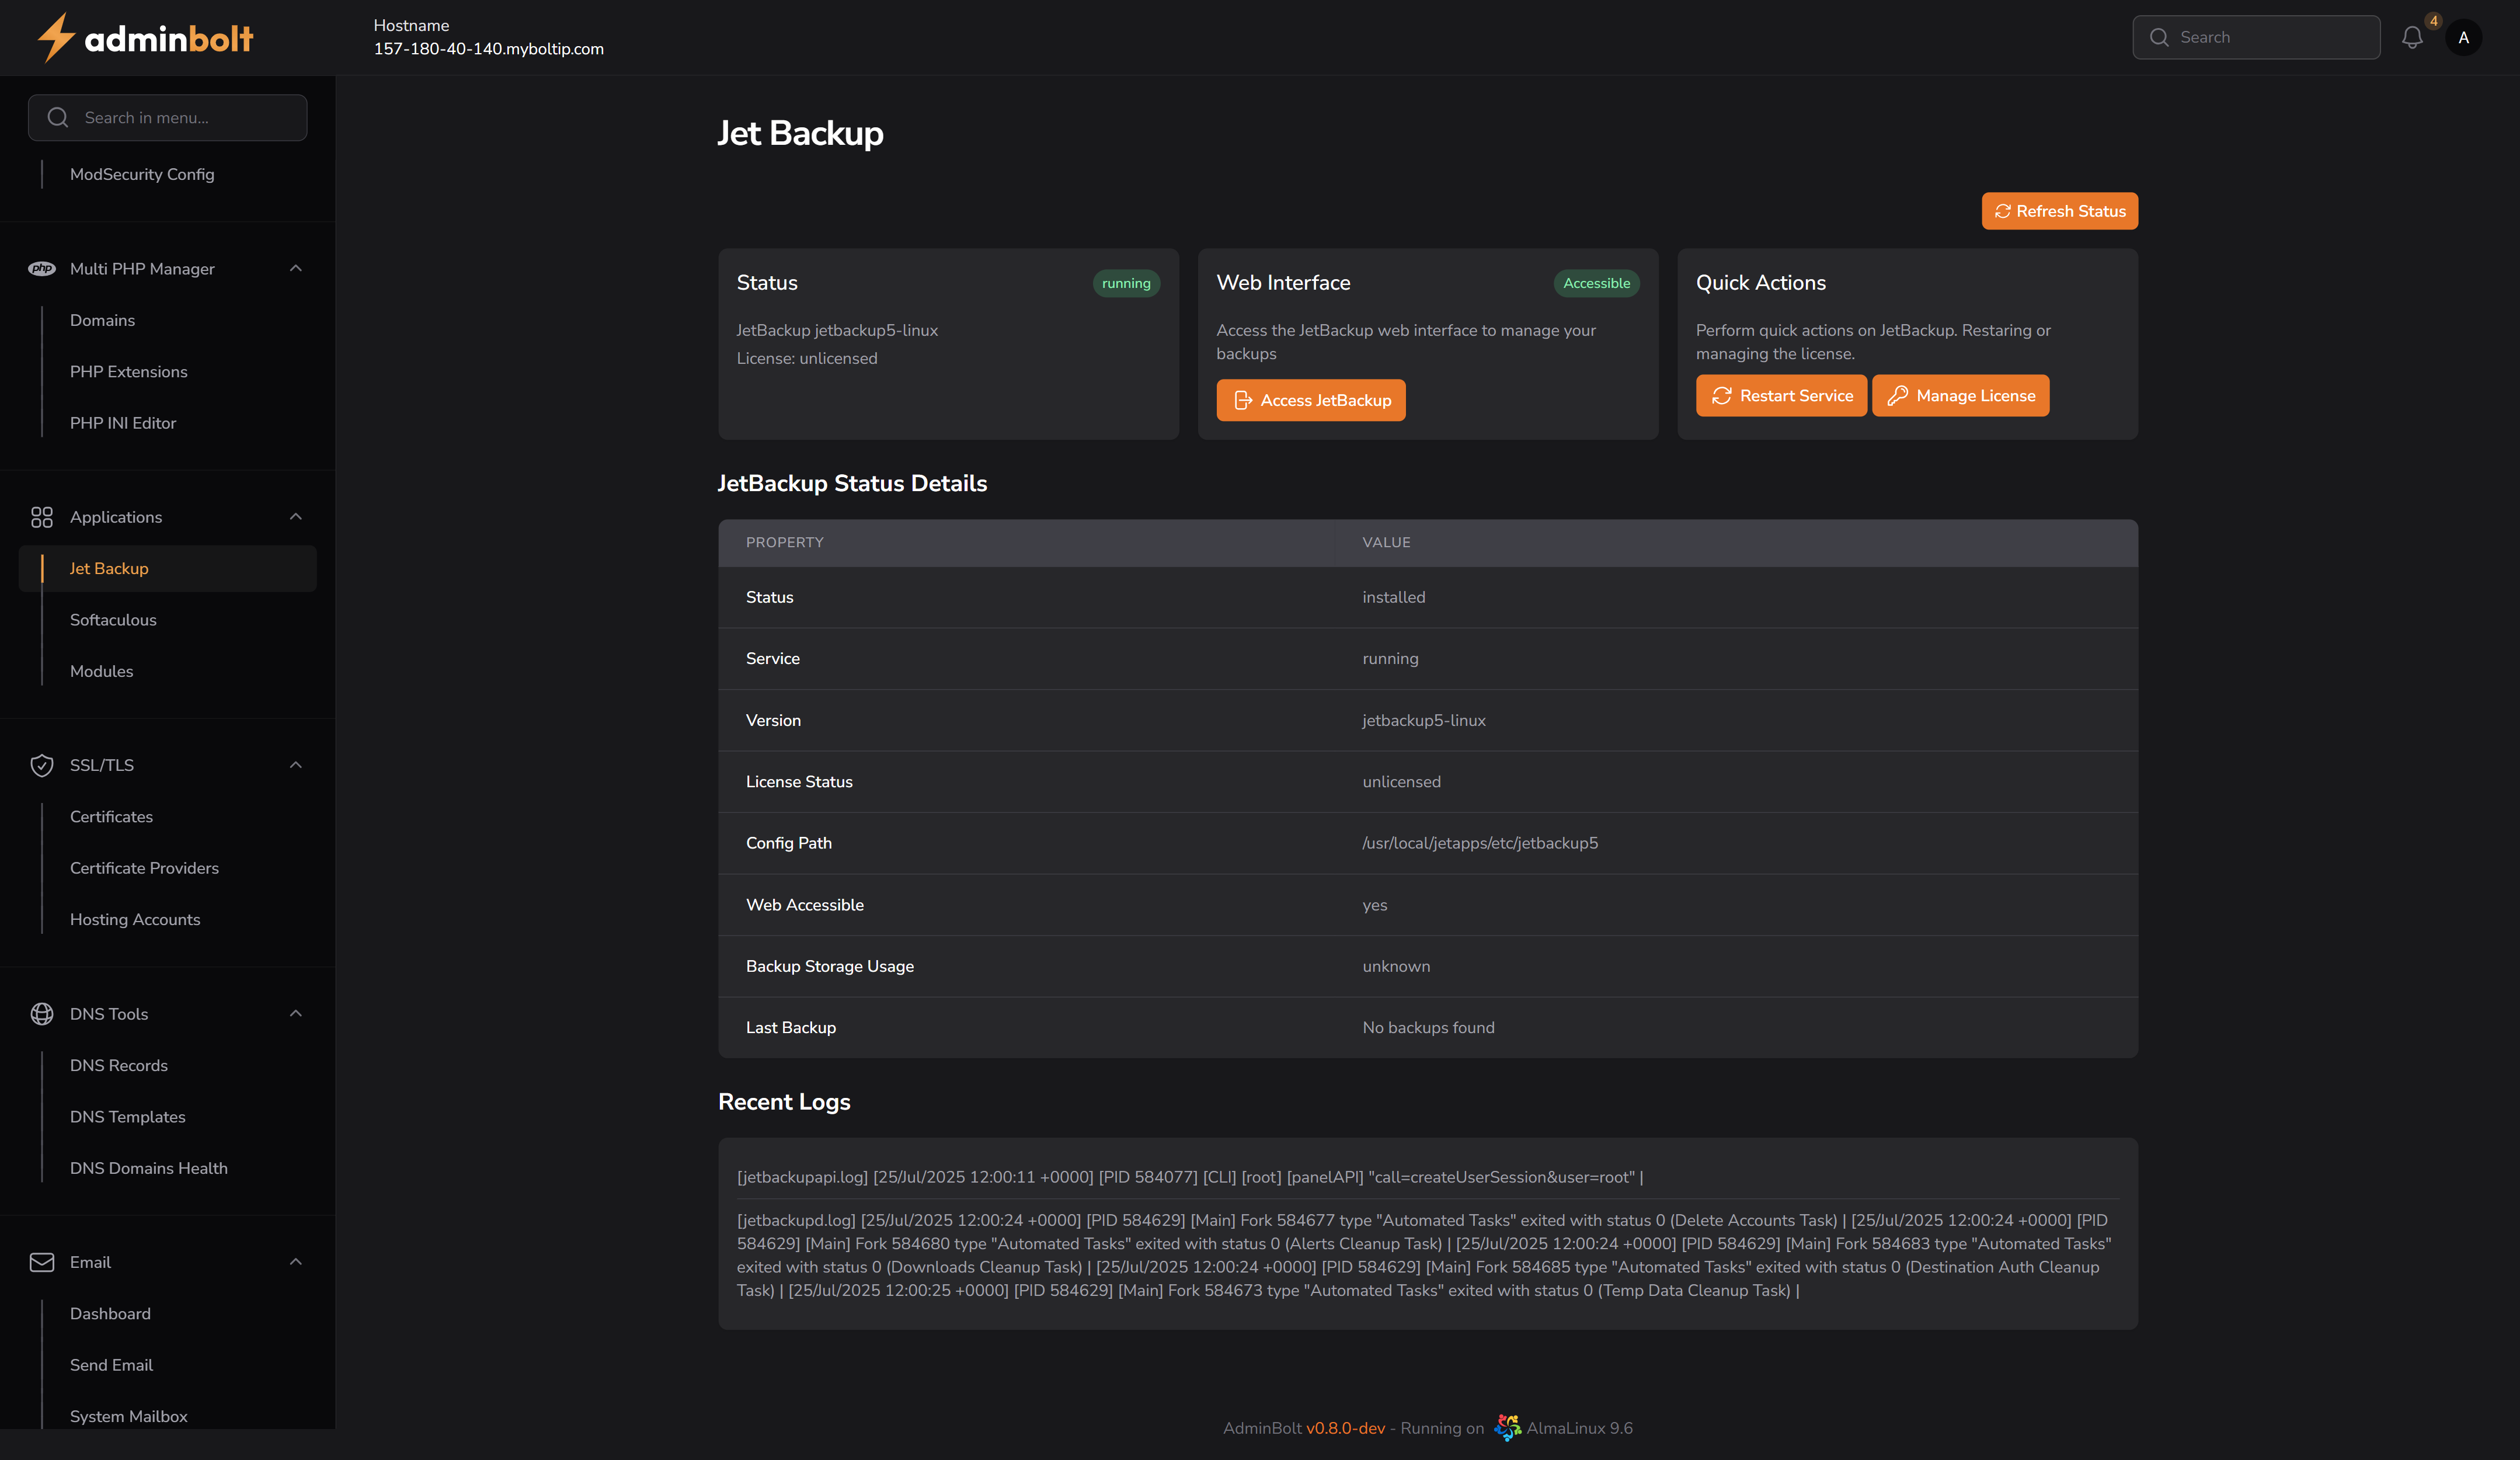 adminbolt
Hostname
157-180-40-140.myboltip.com
Search
4
A
Search in menu...
ModSecurity Config
php
Multi PHP Manager
Domains
PHP Extensions
PHP INI Editor
Applications
Jet Backup
Softaculous
Modules
SSL/TLS
Certificates
Certificate Providers
Hosting Accounts
DNS Tools
DNS Records
DNS Templates
DNS Domains Health
Email
Dashboard
Send Email
System Mailbox
Jet Backup
Refresh Status
Status
running
JetBackup jetbackup5-linux
License: unlicensed
Web Interface
Accessible
Access the JetBackup web interface to manage your
backups
Access JetBackup
Quick Actions
Perform quick actions on JetBackup. Restaring or
managing the license.
Restart Service
Manage License
JetBackup Status Details
PROPERTY VALUE
Status installed
Service running
Version jetbackup5-linux
License Status unlicensed
Config Path /usr/local/jetapps/etc/jetbackup5
Web Accessible yes
Backup Storage Usage unknown
Last Backup No backups found
Recent Logs
[jetbackupapi.log] [25/Jul/2025 12:00:11 +0000] [PID 584077] [CLI] [root] [panelAPI] "call=createUserSession&user=root" |
[jetbackupd.log] [25/Jul/2025 12:00:24 +0000] [PID 584629] [Main] Fork 584677 type "Automated Tasks" exited with status 0 (Delete Accounts Task) | [25/Jul/2025 12:00:24 +0000] [PID
584629] [Main] Fork 584680 type "Automated Tasks" exited with status 0 (Alerts Cleanup Task) | [25/Jul/2025 12:00:24 +0000] [PID 584629] [Main] Fork 584683 type "Automated Tasks"
exited with status 0 (Downloads Cleanup Task) | [25/Jul/2025 12:00:24 +0000] [PID 584629] [Main] Fork 584685 type "Automated Tasks" exited with status 0 (Destination Auth Cleanup
Task) | [25/Jul/2025 12:00:25 +0000] [PID 584629] [Main] Fork 584673 type "Automated Tasks" exited with status 0 (Temp Data Cleanup Task) |
AdminBolt v0.8.0-dev - Running on AlmaLinux 9.6